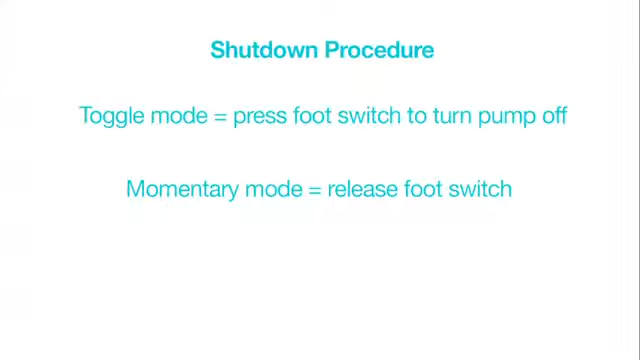 Shutdown Procedure
Toggle mode = press foot switch to turn pump off
Momentary mode = release foot switch